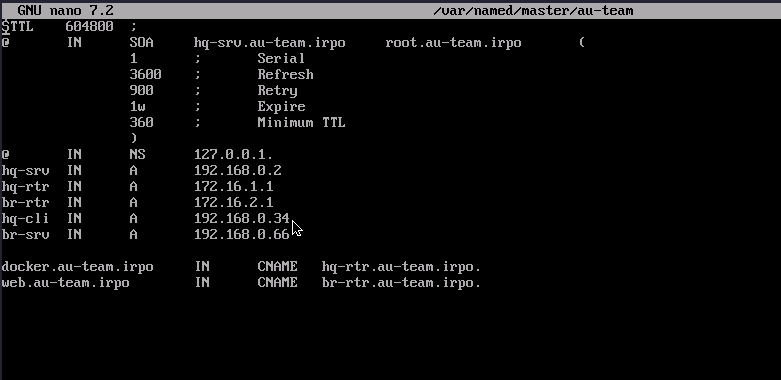 GNU nano 7.2 /var/named/master/au-team
$TTL 604800 ;
@ IN SOA hq-srv.au-team.irpo root.au-team.irpo (
1 ; Serial
3600 ; Refresh
900 ; Retry
1w ; Expire
360 ; Minimum TTL
)
@ IN NS 127.0.0.1.
hq-srv IN A 192.168.0.2
hq-rtr IN A 172.16.1.1
br-rtr IN A 172.16.2.1
hq-cli IN A 192.168.0.34
br-srv IN A 192.168.0.66
docker.au-team.irpo IN CNAME hq-rtr.au-team.irpo.
web.au-team.irpo IN CNAME br-rtr.au-team.irpo.